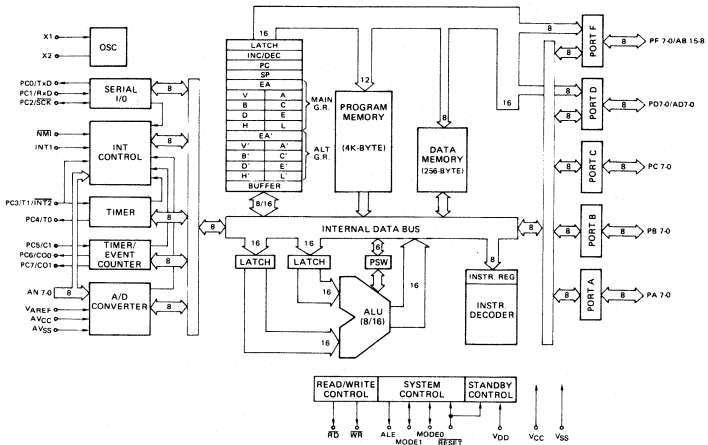 X1
X2
OSC
PC0/TxD
PC1/RxD
PC2/SCK
SERIAL
I/O
8
NMI
INT1
INT
CONTROL
8
PC3/T1/INT2
PC4/T0
TIMER
8
PC5/C1
PC6/CO0
PC7/CO1
TIMER/
EVENT
COUNTER
8
AN 7-0
8
VAREF
AVCC
AVSS
A/D
CONVERTER
8
16
LATCH
INC/DEC
PC
SP
EA
V A
B C
D E
H L
MAIN
G.R.
EA'
V' A'
B' C'
D' E'
H' L'
ALT
G.R.
BUFFER
8/16
12
PROGRAM
MEMORY
(4K-BYTE)
8
DATA
MEMORY
(256-BYTE)
16
8
INTERNAL DATA BUS
8
16
LATCH
16
LATCH
6
PSW
16
16
16
ALU
(8/16)
8
INSTR. REG
INSTR.
DECODER
8
PORT F
8
PF 7-0/AB 15-8
8
PORT D
8
PD7-0/AD7-0
8
PORT C
8
PC 7-0
8
PORT B
8
PB 7-0
8
PORT A
8
PA 7-0
READ/WRITE
CONTROL
SYSTEM
CONTROL
STANDBY
CONTROL
RD
WR
ALE
MODE1
MODE0
RESET
VDD
VCC
VSS